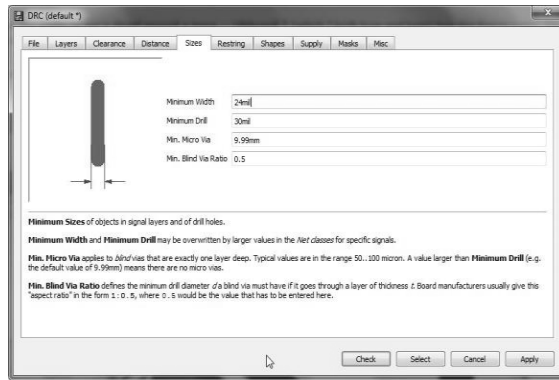 DRC (default *)
File Layers Clearance Distance Sizes Restring Shapes Supply Masks Misc
Minimum Width 24mil
Minimum Drill 30mil
Min. Micro Via 9.99mm
Min. Blind Via Ratio 0.5
Minimum Sizes of objects in signal layers and of drill holes.
Minimum Width and Minimum Drill may be overwritten by larger values in the Net classes for specific signals.
Min. Micro Via applies to blind vias that are exactly one layer deep. Typical values are in the range 50..100 micron. A value larger than Minimum Drill (e.g.
the default value of 9.99mm) means there are no micro vias.
Min. Blind Via Ratio defines the minimum drill diameter d a blind via must have if it goes through a layer of thickness t. Board manufacturers usually give this
"aspect ratio" in the form 1:0.5, where 0.5 would be the value that has to be entered here.
Check Select Cancel Apply